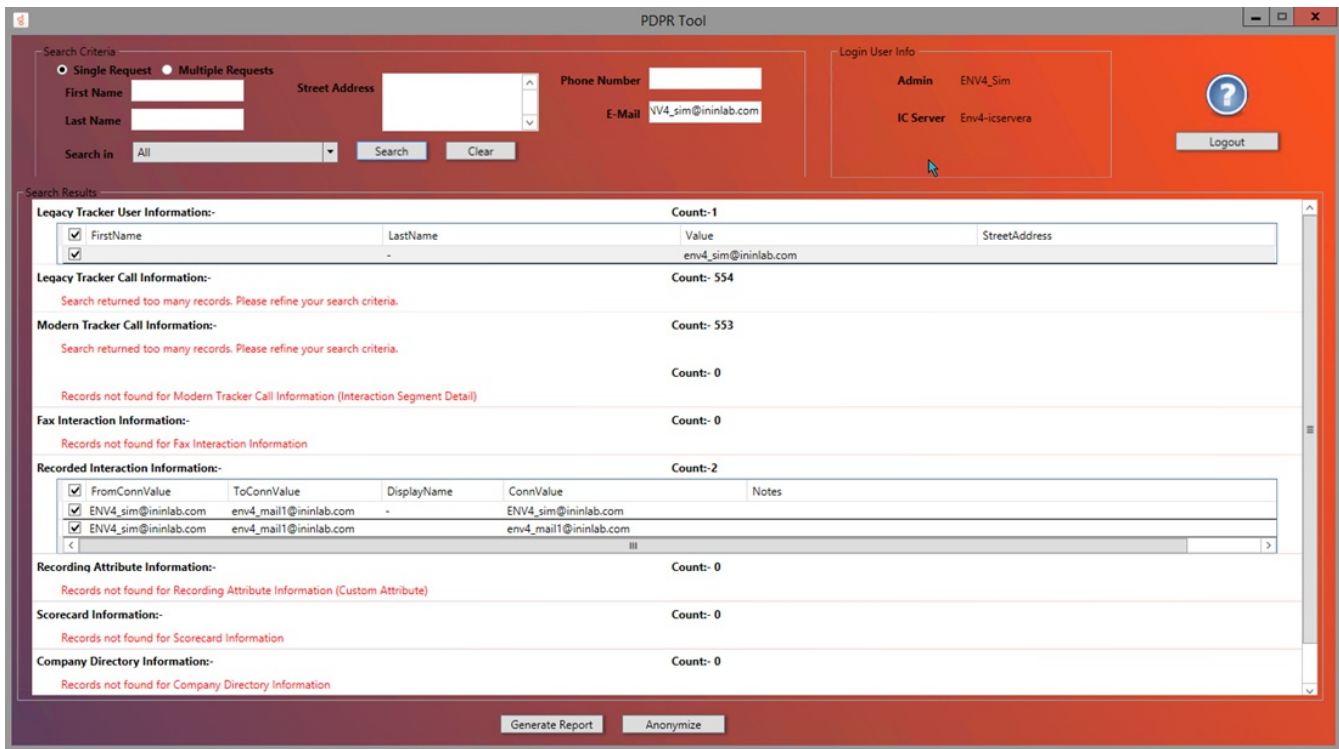 PDPR Tool
Search Criteria
Single Request Multiple Requests
First Name
Last Name
Street Address
Phone Number
E-Mail NV4_sim@ininlab.com
Search in All Search Clear
Login User Info
Admin ENV4_Sim
IC Server Env4-icservera
?
Logout
Search Results
Legacy Tracker User Information:- Count:-1
FirstName LastName Value StreetAddress
- env4_sim@ininlab.com
Legacy Tracker Call Information:- Count:- 554
Search returned too many records. Please refine your search criteria.
Modern Tracker Call Information:- Count:- 553
Search returned too many records. Please refine your search criteria.
Count:- 0
Records not found for Modern Tracker Call Information (Interaction Segment Detail)
Fax Interaction Information:- Count:- 0
Records not found for Fax Interaction Information
Recorded Interaction Information:- Count:-2
FromConnValue ToConnValue DisplayName ConnValue Notes
ENV4_sim@ininlab.com env4_mail1@ininlab.com - ENV4_sim@ininlab.com
ENV4_sim@ininlab.com env4_mail1@ininlab.com env4_mail1@ininlab.com
Recording Attribute Information:- Count:- 0
Records not found for Recording Attribute Information (Custom Attribute)
Scorecard Information:- Count:- 0
Records not found for Scorecard Information
Company Directory Information:- Count:- 0
Records not found for Company Directory Information
Generate Report Anonymize